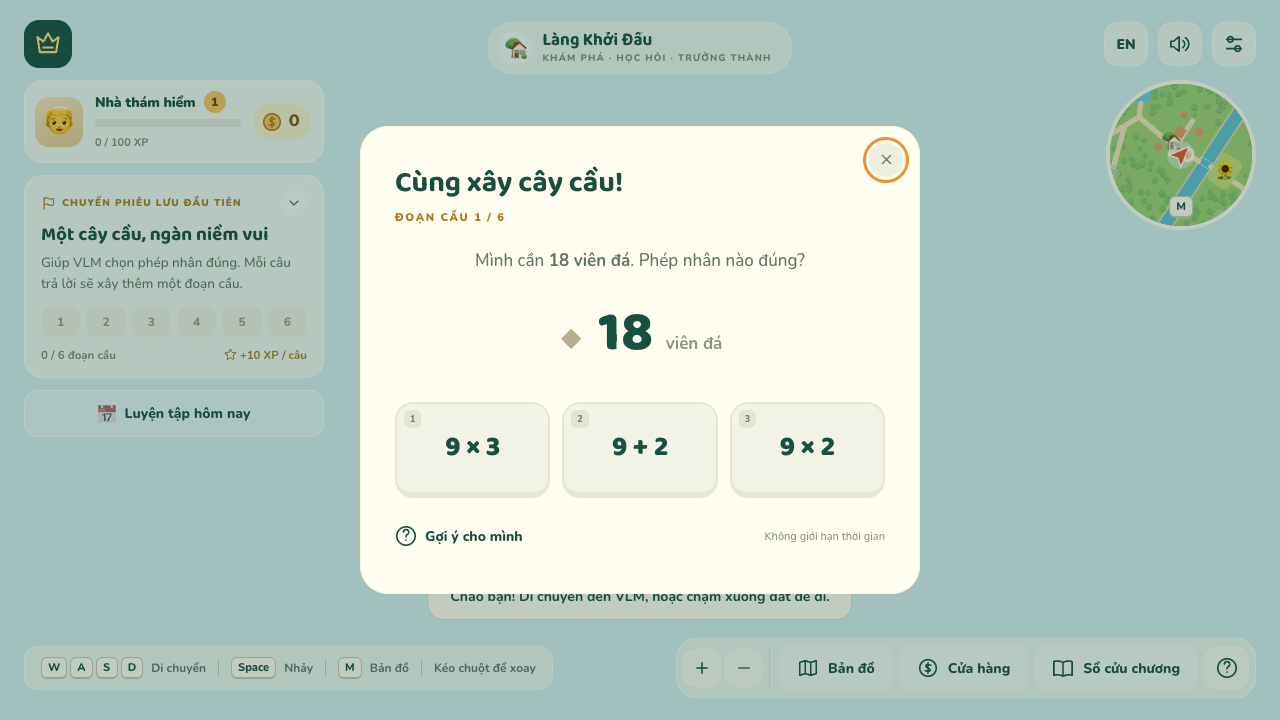 Làng Khởi Đầu
KHÁM PHÁ · HỌC HỎI · TRƯỞNG THÀNH
EN
Nhà thám hiểm 1
0
0 / 100 XP
CHUYẾN PHIÊU LƯU ĐẦU TIÊN
Một cây cầu, ngàn niềm vui
Giúp VLM chọn phép nhân đúng. Mỗi câu
trả lời sẽ xây thêm một đoạn cầu.
1 2 3 4 5 6
0 / 6 đoạn cầu
+10 XP / câu
Luyện tập hôm nay
M
Cùng xây cây cầu!
ĐOẠN CẦU 1 / 6
Mình cần 18 viên đá. Phép nhân nào đúng?
18 viên đá
1
9 × 3
2
9 + 2
3
9 × 2
Gợi ý cho mình
Không giới hạn thời gian
Chào bạn! Di chuyển đến VLM, hoặc chạm xuống đất để đi.
W A S D Di chuyển
Space Nhảy
M Bản đồ
Kéo chuột để xoay
+ −
Bản đồ
Cửa hàng
Sổ cửu chương